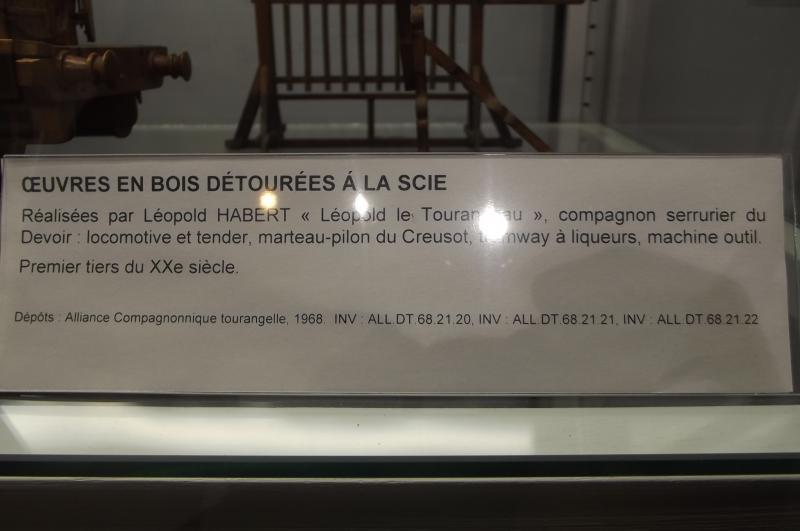 ŒUVRES EN BOIS DÉTOURÉES Á LA SCIE
Réalisées par Léopold HABERT « Léopold le Tourangeau », compagnon serrurier du
Devoir : locomotive et tender, marteau-pilon du Creusot, tramway à liqueurs, machine outil.
Premier tiers du XXe siècle.
Dépôts : Alliance Compagnonnique tourangelle, 1968. INV : ALL.DT.68.21.20, INV : ALL.DT.68.21.21, INV : ALL.DT.68.21.22